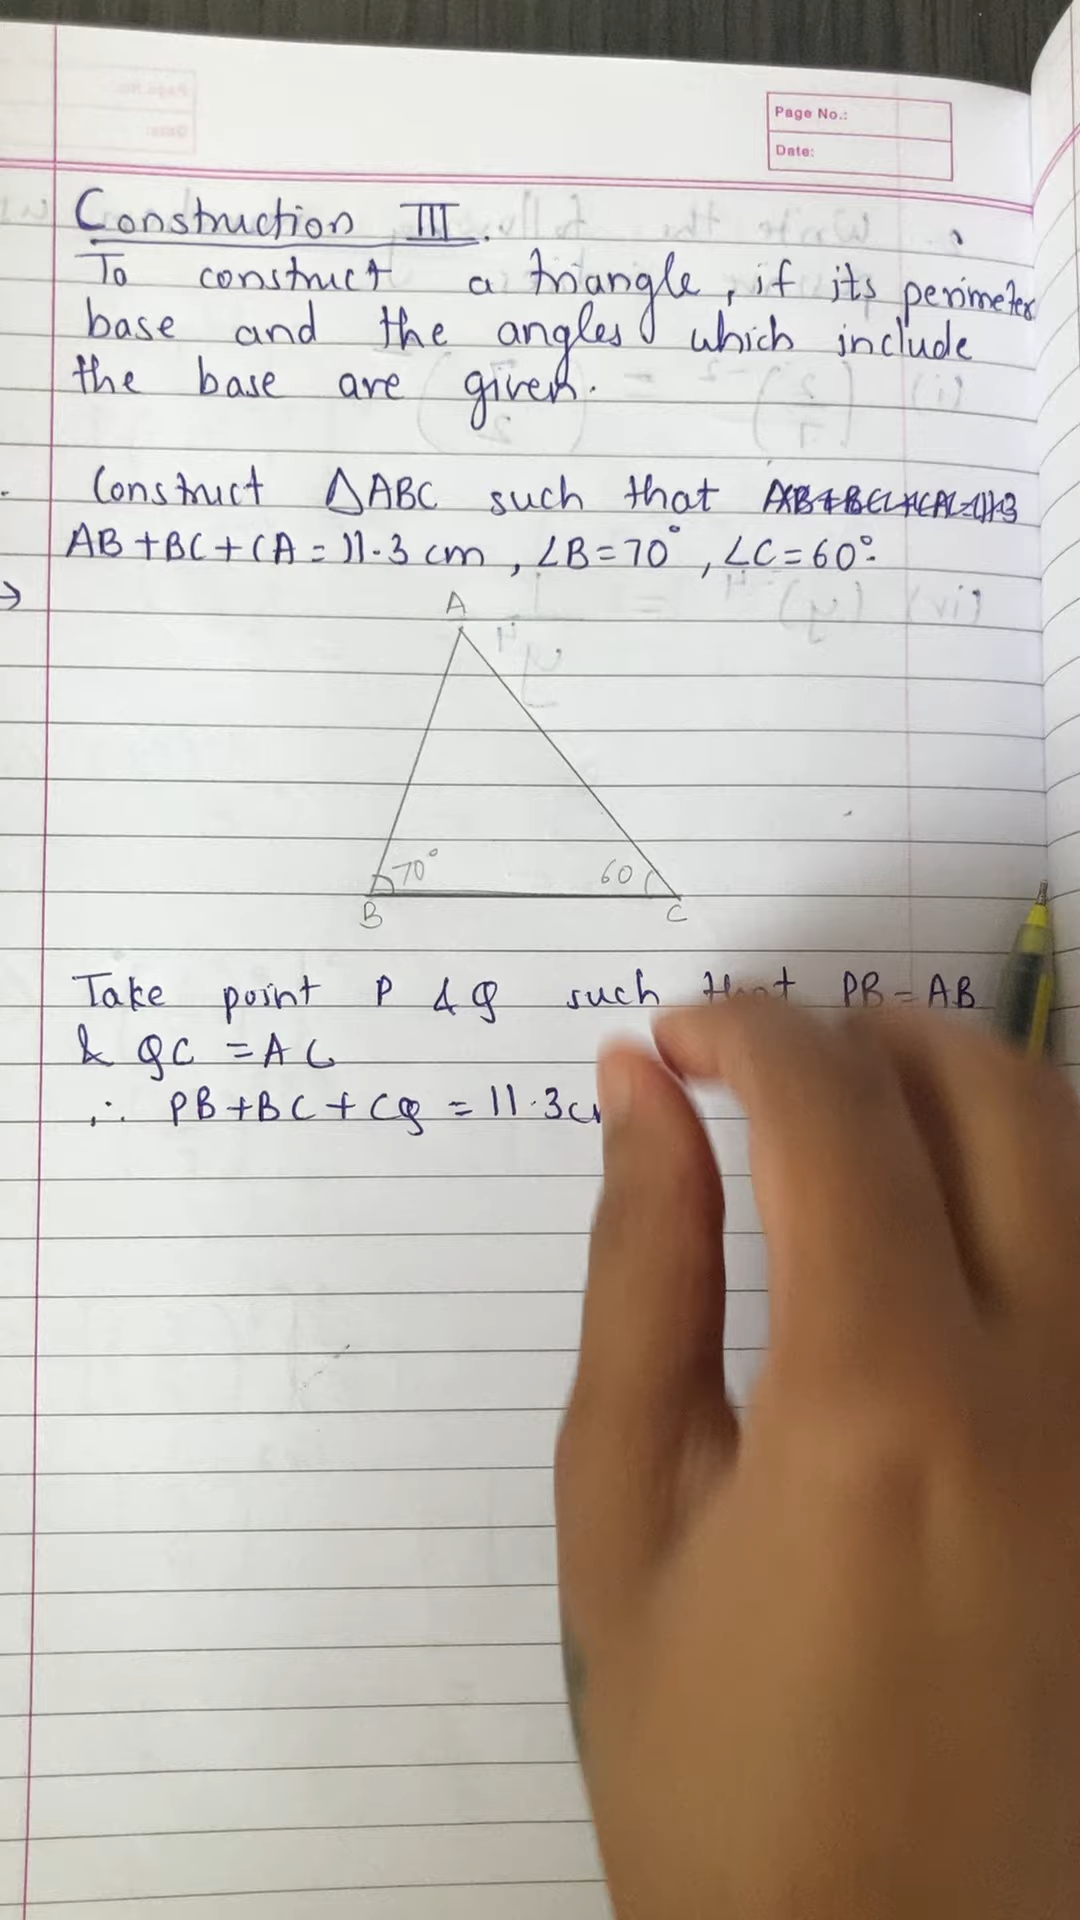 Page No.:
Date:
Construction III.
To construct a triangle, if its perimeter
base and the angles which include
the base are given.
Construct △ABC such that
AB+BC+CA=11.3 cm, ∠B=70°, ∠C=60°.
→
A
70°
60
B
C
Take point P & Q such that PB=AB
& QC=AC
∴ PB+BC+CQ=11.3